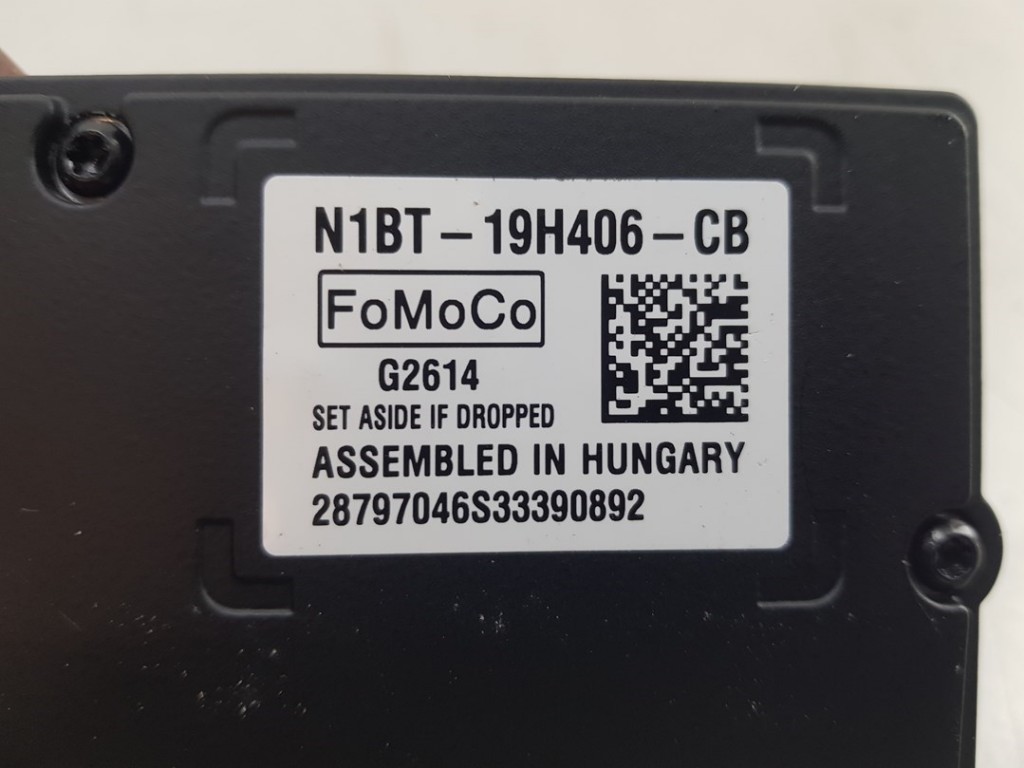 N1BT-19H406-CB
FoMoCo
G2614
SET ASIDE IF DROPPED
ASSEMBLED IN HUNGARY
28797046S33390892